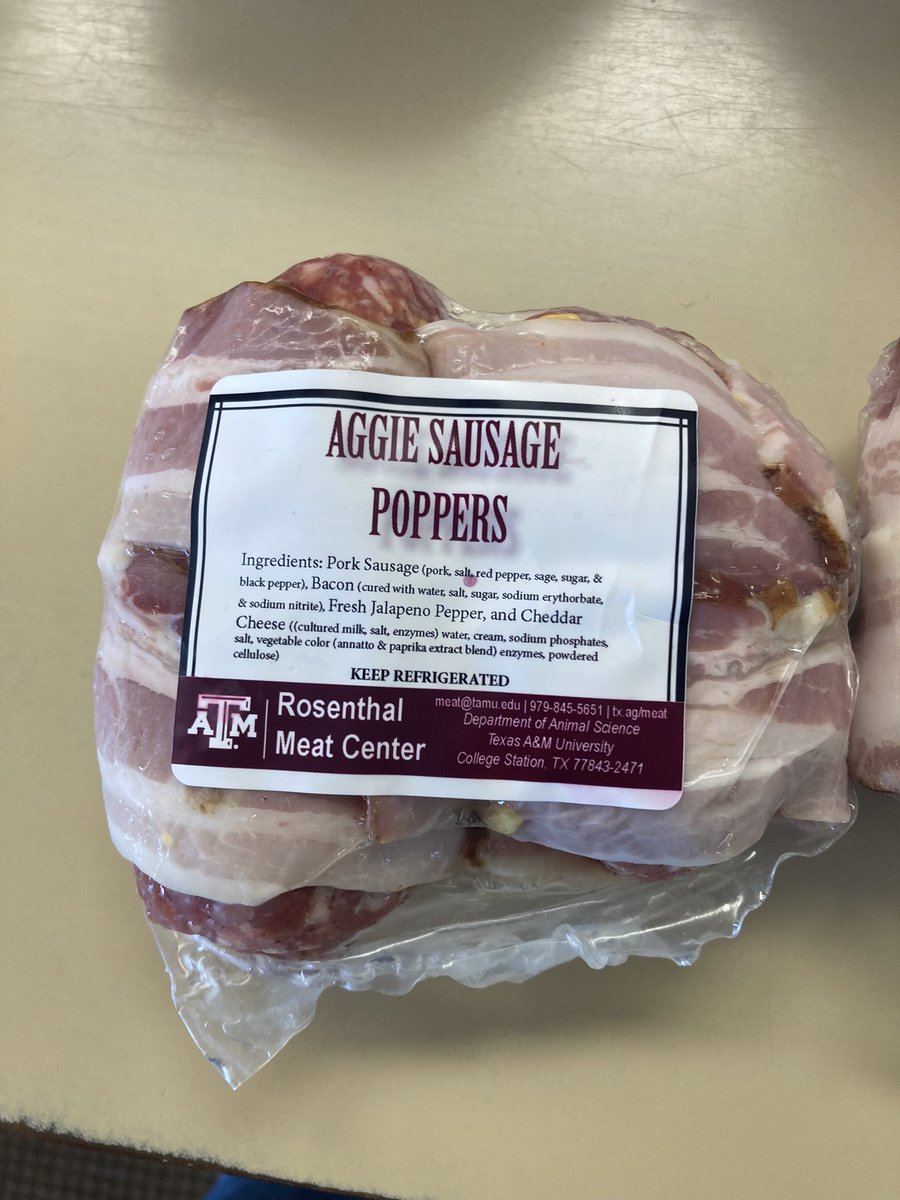 AGGIE SAUSAGE
POPPERS
Ingredients: Pork Sausage (pork, salt, red pepper, sage, sugar, &
black pepper), Bacon (cured with water, salt, sugar, sodium erythorbate,
& sodium nitrite), Fresh Jalapeno Pepper, and Cheddar
Cheese ((cultured milk, salt, enzymes) water, cream, sodium phosphates,
salt, vegetable color (annatto & paprika extract blend) enzymes, powdered
cellulose)
KEEP REFRIGERATED
ATM
Rosenthal
Meat Center
meat@tamu.edu | 979-845-5651 | tx.ag/meat
Department of Animal Science
Texas A&M University
College Station, TX 77843-2471